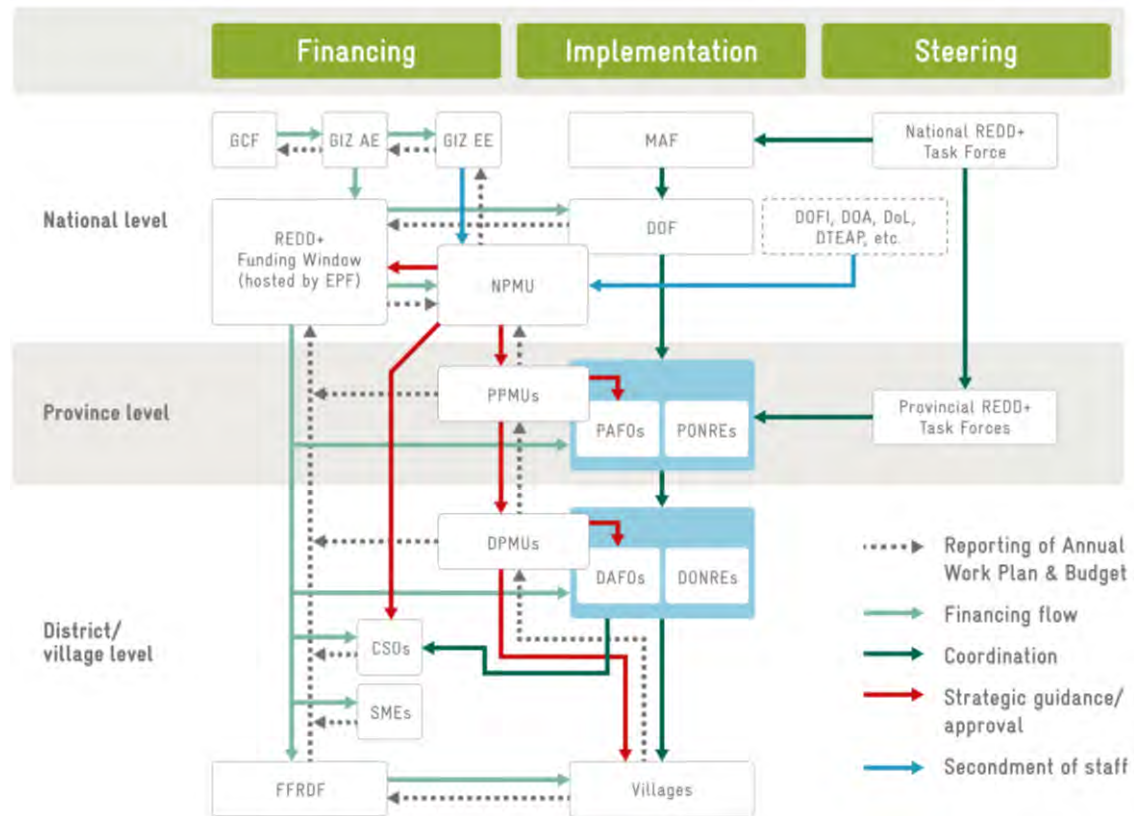 Financing
Implementation
Steering
GCF
GIZ AE
GIZ EE
MAF
National REDD+
Task Force
National level
REDD+
Funding Window
(hosted by EPF)
DOF
DOFI, DOA, DoL,
DTEAP, etc.
NPMU
Province level
PPMUs
PAFOs
PONREs
Provincial REDD+
Task Forces
DPMUs
DAFOs
DONREs
District/
village level
CSOs
SMEs
FFRDF
Villages
Reporting of Annual
Work Plan & Budget
Financing flow
Coordination
Strategic guidance/
approval
Secondment of staff